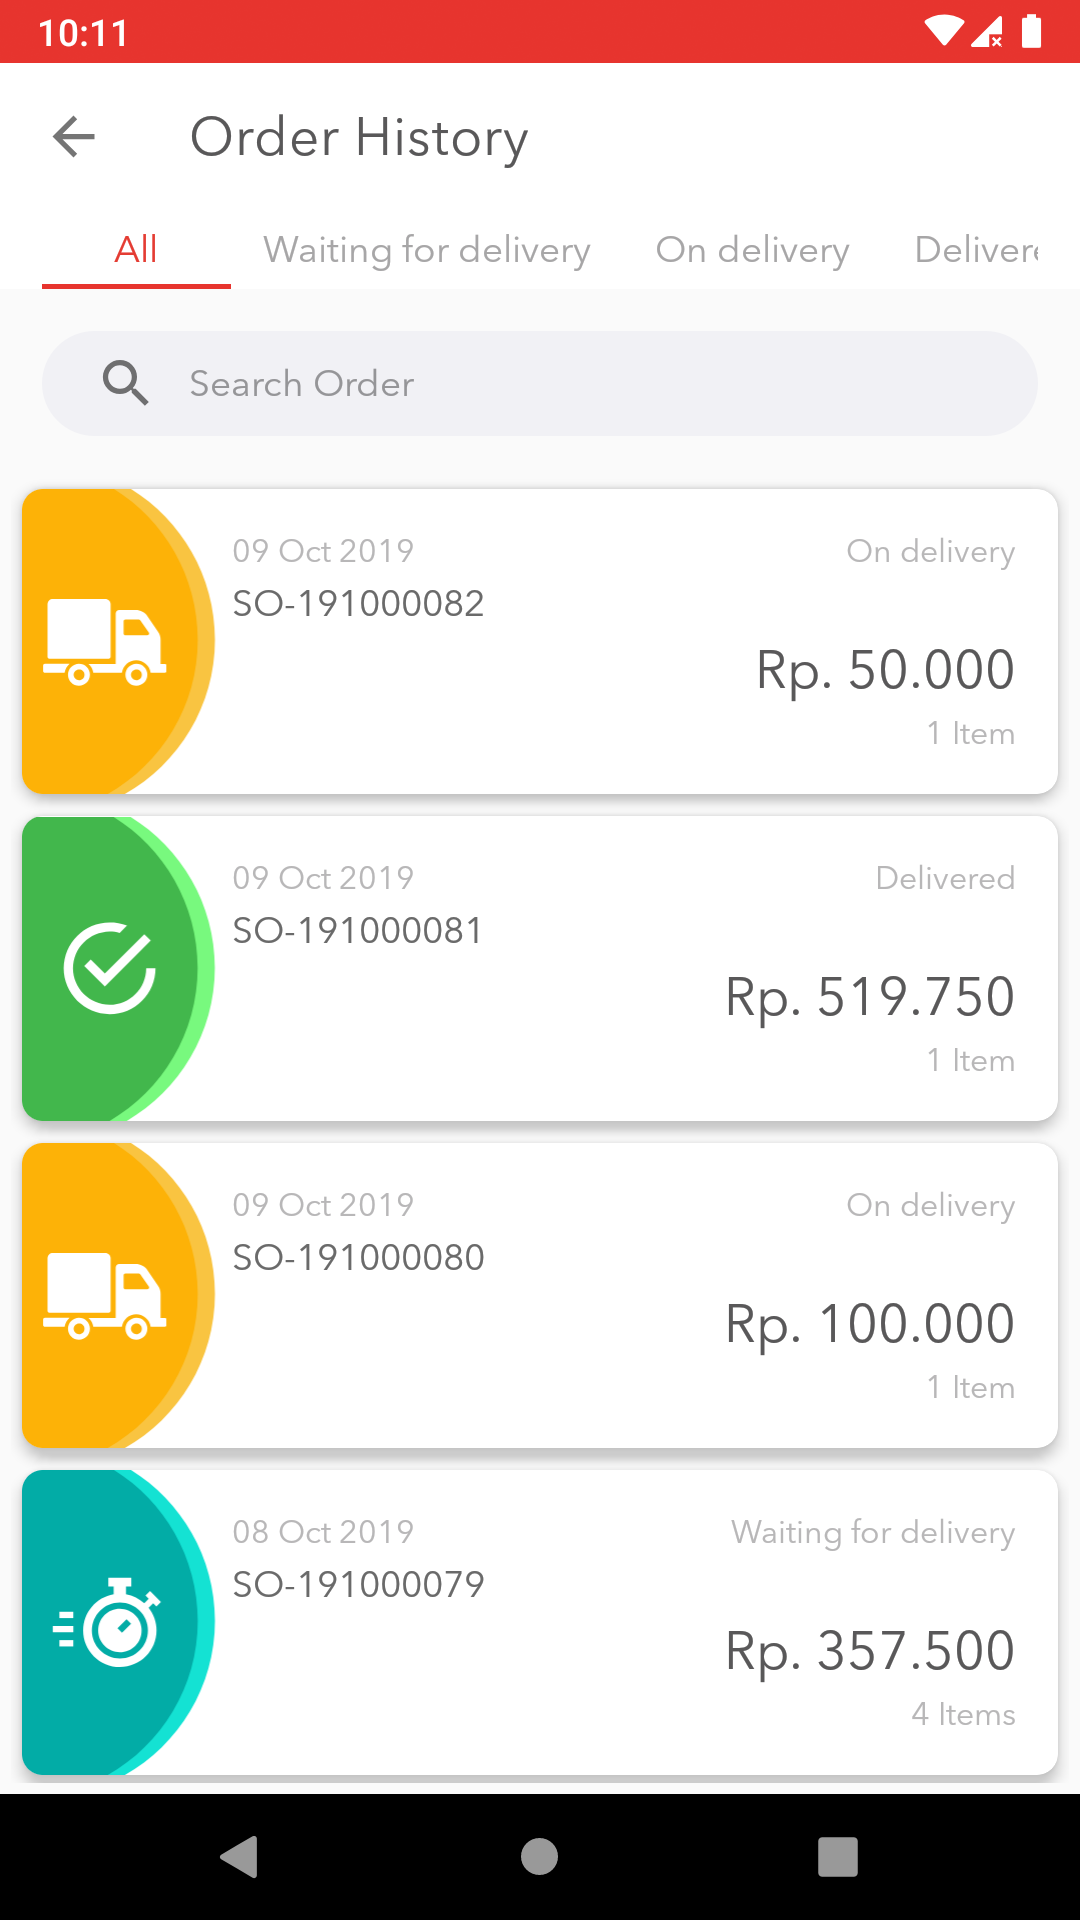 10:11
Order History
All Waiting for delivery On delivery
Search Order
09 Oct 2019 On delivery
SO-191000082
Rp. 50.000
1 Item
09 Oct 2019 Delivered
SO-191000081
Rp. 519.750
1 Item
09 Oct 2019 On delivery
SO-191000080
Rp. 100.000
1 Item
08 Oct 2019 Waiting for delivery
SO-191000079
Rp. 357.500
4 Items